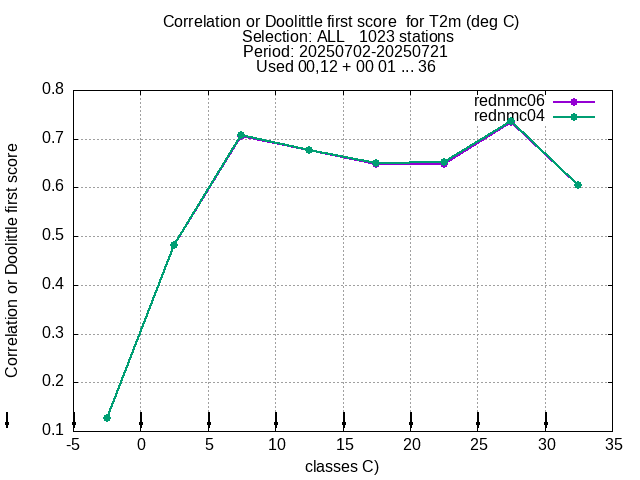 Correlation or Doolittle first score  for T2m (deg C)
Selection: ALL   1023 stations
Period: 20250702-20250721
Used 00,12 + 00 01 ... 36
rednmc06
rednmc04
Correlation or Doolittle first score
0.8
0.7
0.6
0.5
0.4
0.3
0.2
0.1
-5 0 5 10 15 20 25 30 35
classes C)